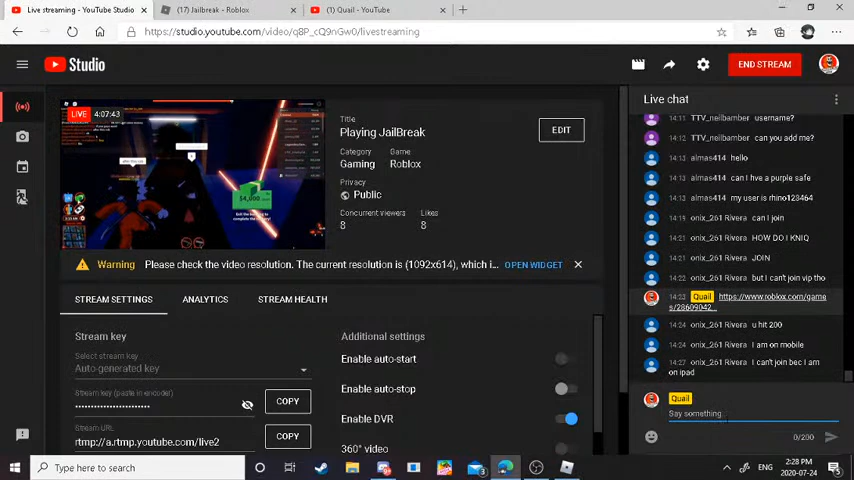 Live streaming - YouTube Studio
(17) Jailbreak - Roblox
(1) Quail - YouTube
https://studio.youtube.com/video/q8P_cQ9nGw0/livestreaming
Studio
END STREAM
LIVE 4:07:43
$4,000
Title
Playing JailBreak
EDIT
Category
Game
Gaming
Roblox
Privacy
Public
Concurrent viewers
Likes
8
8
Warning
Please check the video resolution. The current resolution is (1092x614), which i...
OPEN WIDGET
STREAM SETTINGS
ANALYTICS
STREAM HEALTH
Stream key
Select stream key
Auto-generated key
Stream key (paste in encoder)
COPY
Stream URL
rtmp://a.rtmp.youtube.com/live2
COPY
Additional settings
Enable auto-start
Enable auto-stop
Enable DVR
360° video
Live chat
14:11 TTV_neilbamber username?
14:12 TTV_neilbamber can you add me?
14:13 almas414 hello
14:13 almas414 can I hve a purple safe
14:13 almas414 my user is rhino123464
14:19 onix_261 Rivera can I join
14:21 onix_261 Rivera HOW DO I KNIQ
14:21 onix_261 Rivera JOIN
14:22 onix_261 Rivera but I can't join vip tho
14:23 Quail https://www.roblox.com/game
s/28609042...
14:24 onix_261 Rivera u hit 200
14:24 onix_261 Rivera I am on mobile
14:27 onix_261 Rivera I can't join bec I am
on ipad
Quail
Say something...
0/200
Type here to search
ENG
2:28 PM
2020-07-24